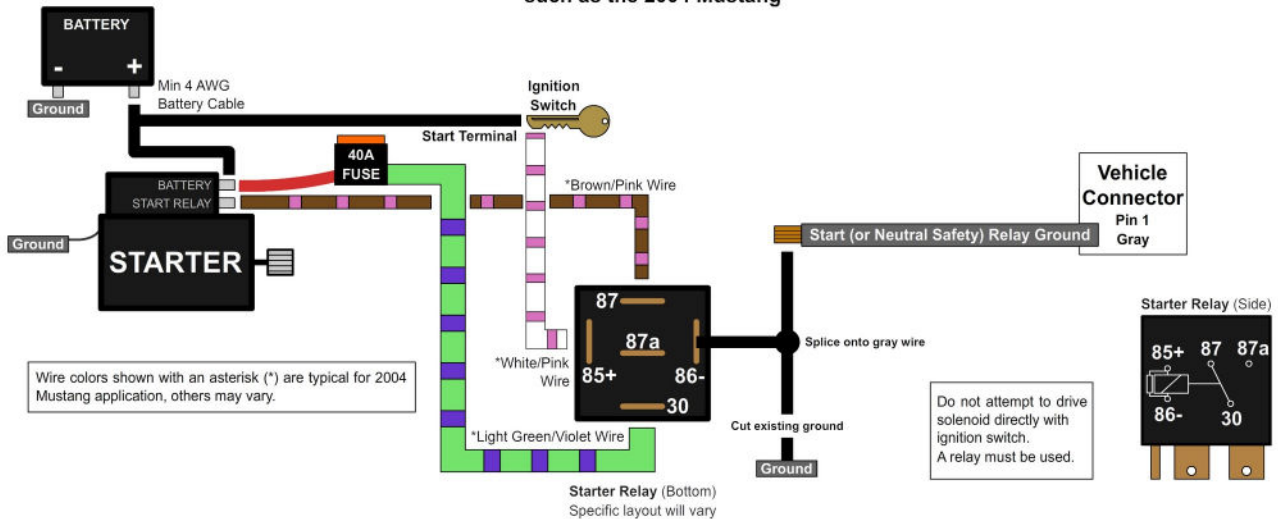 such as the 2004 Mustang
BATTERY
-
+
Ground
Min 4 AWG
Battery Cable
Ignition
Switch
Start Terminal
40A
FUSE
*Brown/Pink Wire
BATTERY
START RELAY
Ground
STARTER
Vehicle
Connector
Pin 1
Gray
Start (or Neutral Safety) Relay Ground
87
87a
85+
86-
30
*White/Pink
Wire
Splice onto gray wire
Starter Relay (Side)
85+ 87 87a
86- 30
Wire colors shown with an asterisk (*) are typical for 2004
Mustang application, others may vary.
Do not attempt to drive
solenoid directly with
ignition switch.
A relay must be used.
*Light Green/Violet Wire
Cut existing ground
Ground
Starter Relay (Bottom)
Specific layout will vary